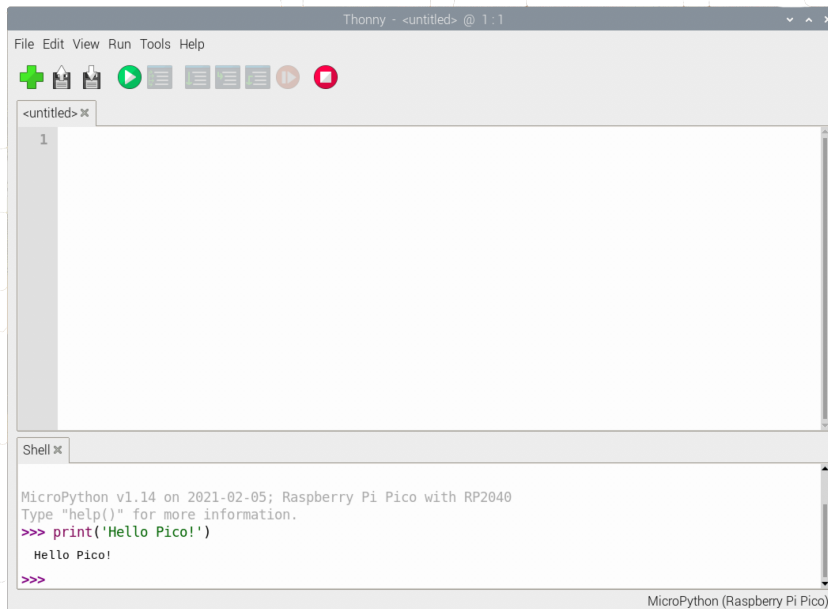 Thonny - <untitled> @ 1:1
File Edit View Run Tools Help
<untitled>
1
Shell
MicroPython v1.14 on 2021-02-05; Raspberry Pi Pico with RP2040
Type "help()" for more information.
>>> print('Hello Pico!')
Hello Pico!
>>>
MicroPython (Raspberry Pi Pico)